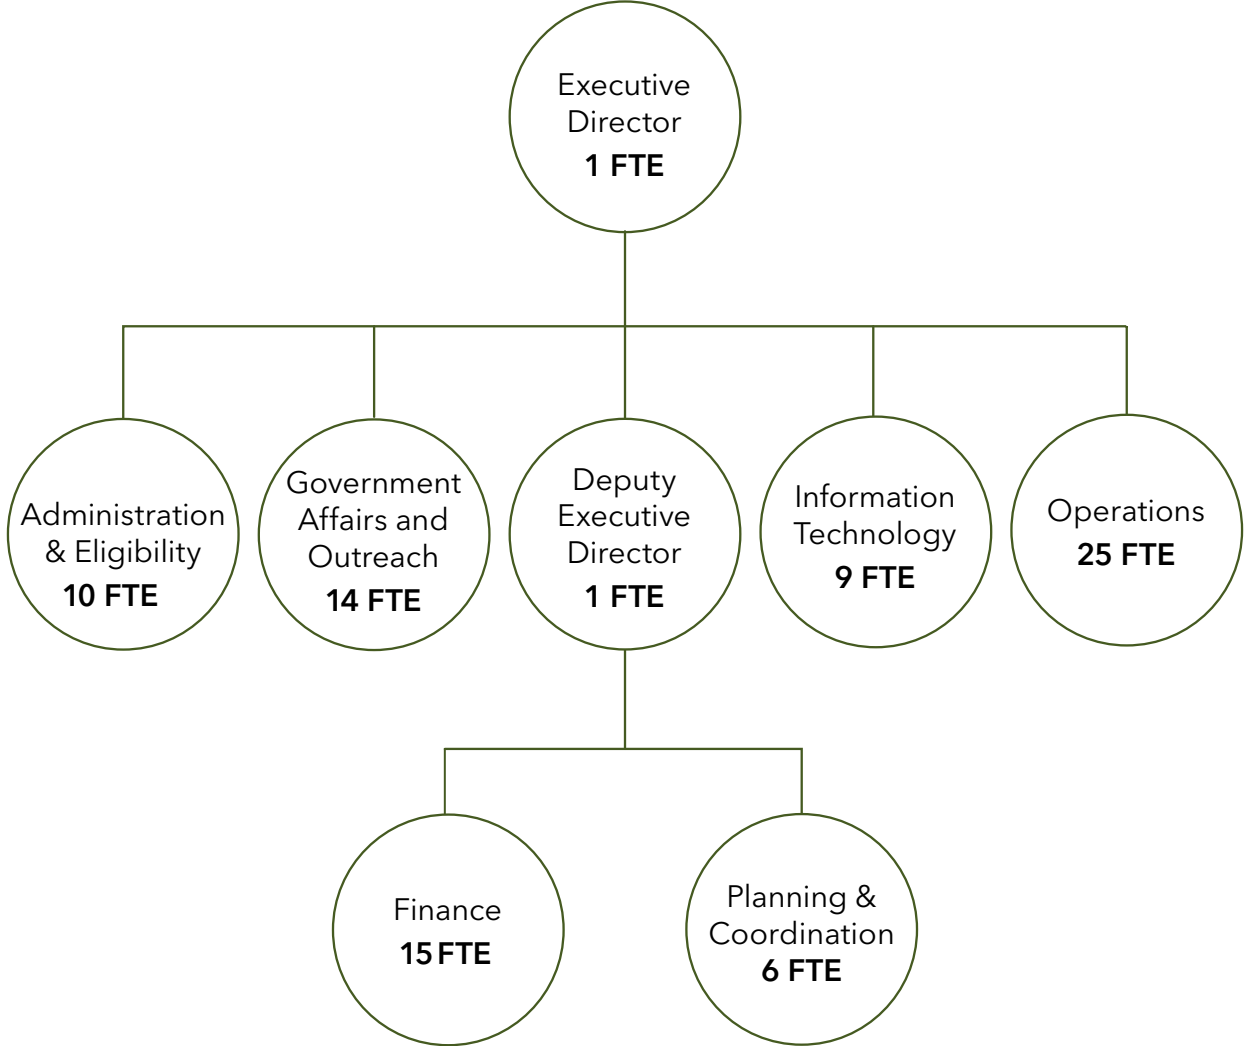 Executive
Director
1 FTE
Administration
& Eligibility
10 FTE
Government
Affairs and
Outreach
14 FTE
Deputy
Executive
Director
1 FTE
Information
Technology
9 FTE
Operations
25 FTE
Finance
15 FTE
Planning &
Coordination
6 FTE